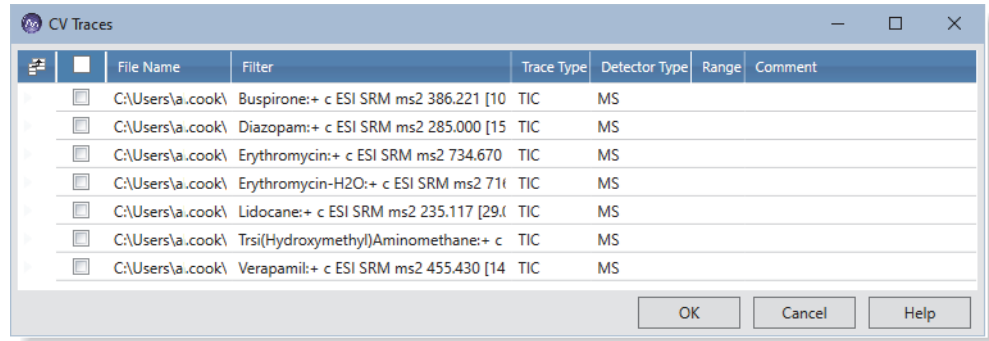 CV Traces
File Name Filter Trace Type Detector Type Range Comment
C:\Users\a.cook\ Buspirone:+ c ESI SRM ms2 386.221 [10 TIC MS
C:\Users\a.cook\ Diazopam:+ c ESI SRM ms2 285.000 [15 TIC MS
C:\Users\a.cook\ Erythromycin:+ c ESI SRM ms2 734.670 TIC MS
C:\Users\a.cook\ Erythromycin-H2O:+ c ESI SRM ms2 716 TIC MS
C:\Users\a.cook\ Lidocane:+ c ESI SRM ms2 235.117 [29.0 TIC MS
C:\Users\a.cook\ Trsi(Hydroxymethyl)Aminomethane:+ c TIC MS
C:\Users\a.cook\ Verapamil:+ c ESI SRM ms2 455.430 [14 TIC MS
OK Cancel Help